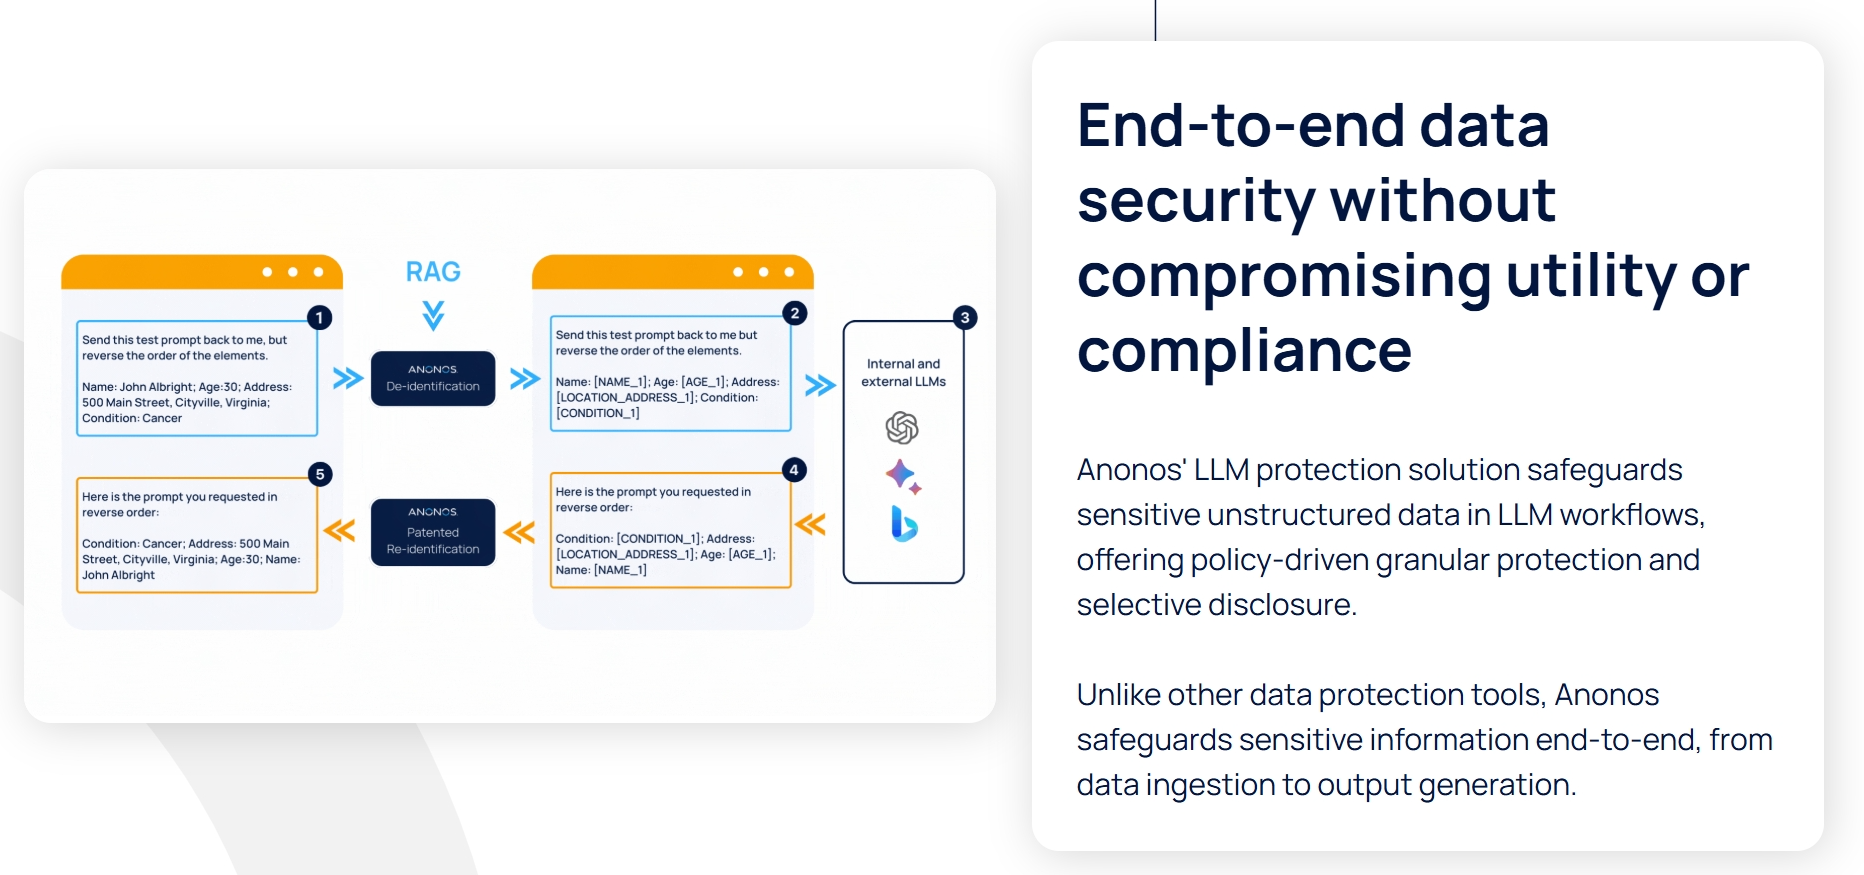 RAG
1
Send this test prompt back to me, but
reverse the order of the elements.
Name: John Albright; Age:30; Address:
500 Main Street, Cityville, Virginia;
Condition: Cancer
ANONOS.
De-identification
2
Send this test prompt back to me but
reverse the order of the elements.
Name: [NAME_1]; Age: [AGE_1]; Address:
[LOCATION_ADDRESS_1]; Condition:
[CONDITION_1]
3
Internal and
external LLMs
4
Here is the prompt you requested in
reverse order:
Condition: [CONDITION_1]; Address:
[LOCATION_ADDRESS_1]; Age: [AGE_1];
Name: [NAME_1]
ANONOS.
Patented
Re-identification
5
Here is the prompt you requested in
reverse order:
Condition: Cancer; Address: 500 Main
Street, Cityville, Virginia; Age:30; Name:
John Albright
End-to-end data
security without
compromising utility or
compliance
Anonos' LLM protection solution safeguards
sensitive unstructured data in LLM workflows,
offering policy-driven granular protection and
selective disclosure.
Unlike other data protection tools, Anonos
safeguards sensitive information end-to-end, from
data ingestion to output generation.